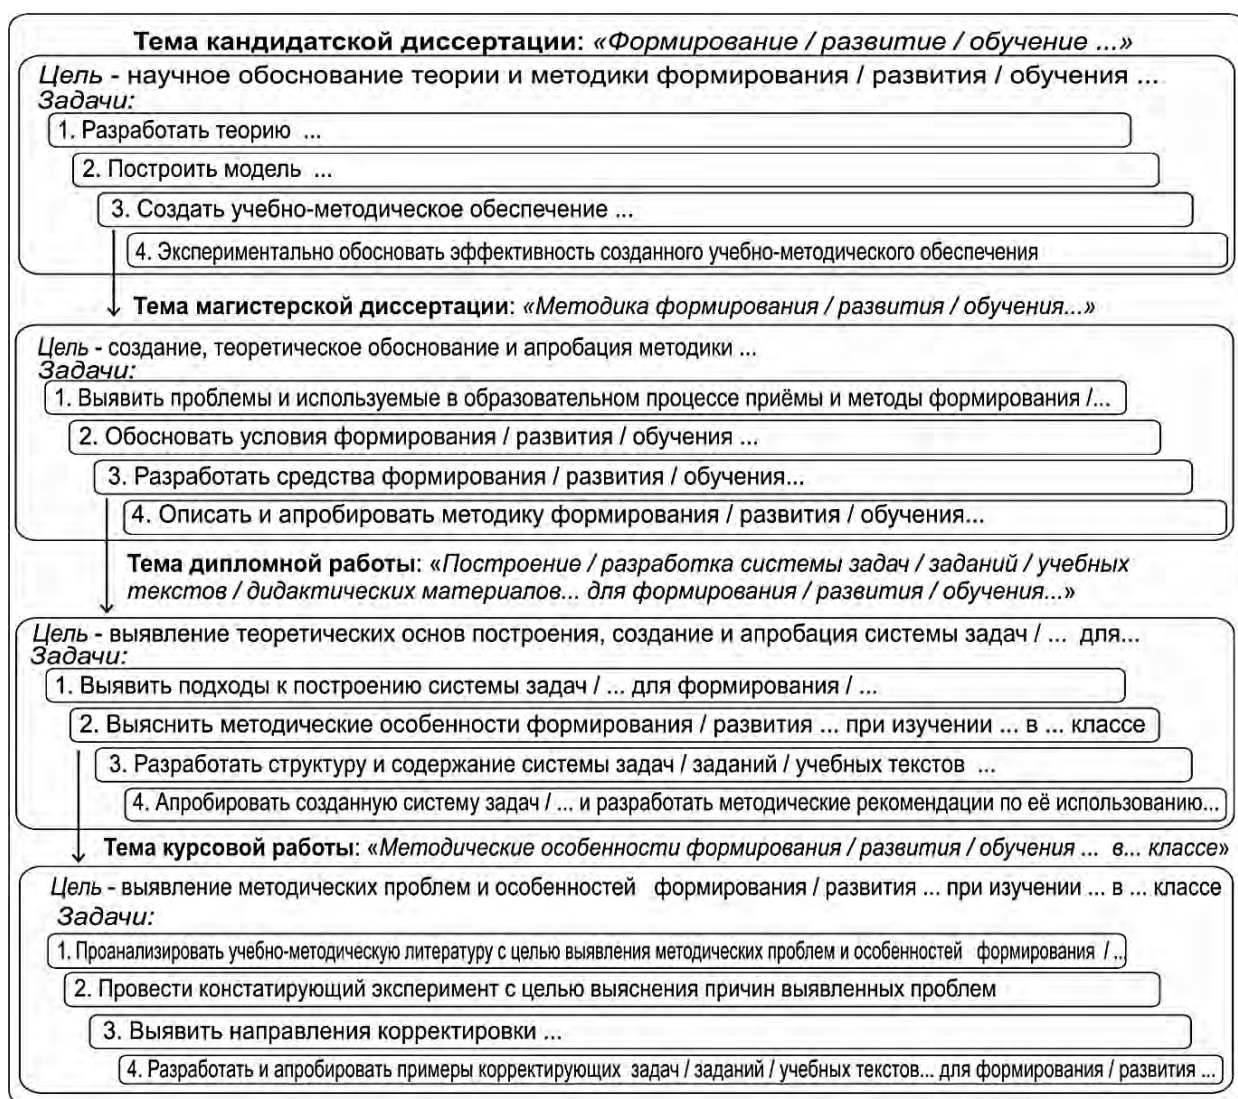 Тема кандидатской диссертации: «Формирование / развитие / обучение ...»
Цель - научное обоснование теории и методики формирования / развития / обучения ...
Задачи:
1. Разработать теорию ...
2. Построить модель ...
3. Создать учебно-методическое обеспечение ...
4. Экспериментально обосновать эффективность созданного учебно-методического обеспечения
Тема магистерской диссертации: «Методика формирования / развития / обучения...»
Цель - создание, теоретическое обоснование и апробация методики ...
Задачи:
1. Выявить проблемы и используемые в образовательном процессе приёмы и методы формирования /...
2. Обосновать условия формирования / развития / обучения ...
3. Разработать средства формирования / развития / обучения...
4. Описать и апробировать методику формирования / развития / обучения...
Тема дипломной работы: «Построение / разработка системы задач / заданий / учебных
текстов / дидактических материалов... для формирования / развития / обучения...»
Цель - выявление теоретических основ построения, создание и апробация системы задач / ... для...
Задачи:
1. Выявить подходы к построению системы задач / ... для формирования / ...
2. Выяснить методические особенности формирования / развития ... при изучении ... в ... классе
3. Разработать структуру и содержание системы задач / заданий / учебных текстов ...
4. Апробировать созданную систему задач / ... и разработать методические рекомендации по её использованию...
Тема курсовой работы: «Методические особенности формирования / развития / обучения ... в... классе»
Цель - выявление методических проблем и особенностей формирования / развития ... при изучении ... в ... классе
Задачи:
1. Проанализировать учебно-методическую литературу с целью выявления методических проблем и особенностей формирования / ...
2. Провести констатирующий эксперимент с целью выяснения причин выявленных проблем
3. Выявить направления корректировки ...
4. Разработать и апробировать примеры корректирующих задач / заданий / учебных текстов... для формирования / развития ...